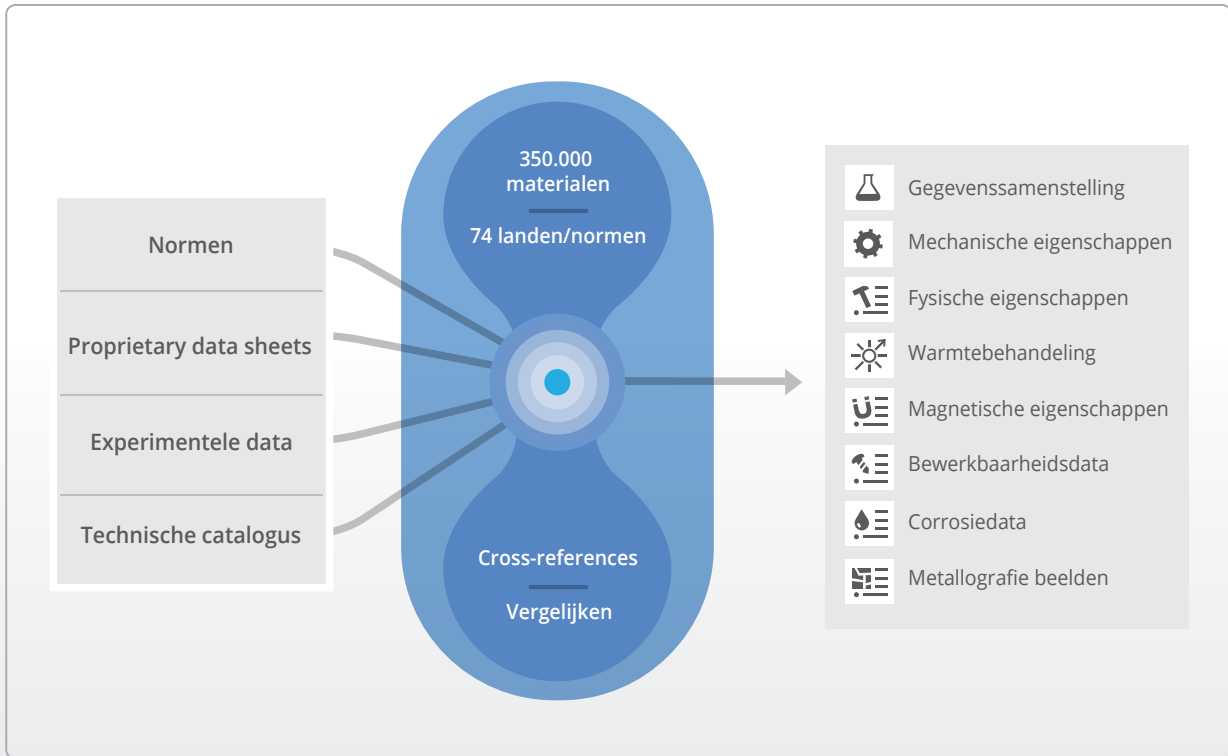 Normen
Proprietary data sheets
Experimentele data
Technische catalogus
350.000
materialen
74 landen/normen
Cross-references
Vergelijken
Gegevenssamenstelling
Mechanische eigenschappen
Fysische eigenschappen
Warmtebehandeling
Magnetische eigenschappen
Bewerkbaarheidsdata
Corrosiedata
Metallografie beelden